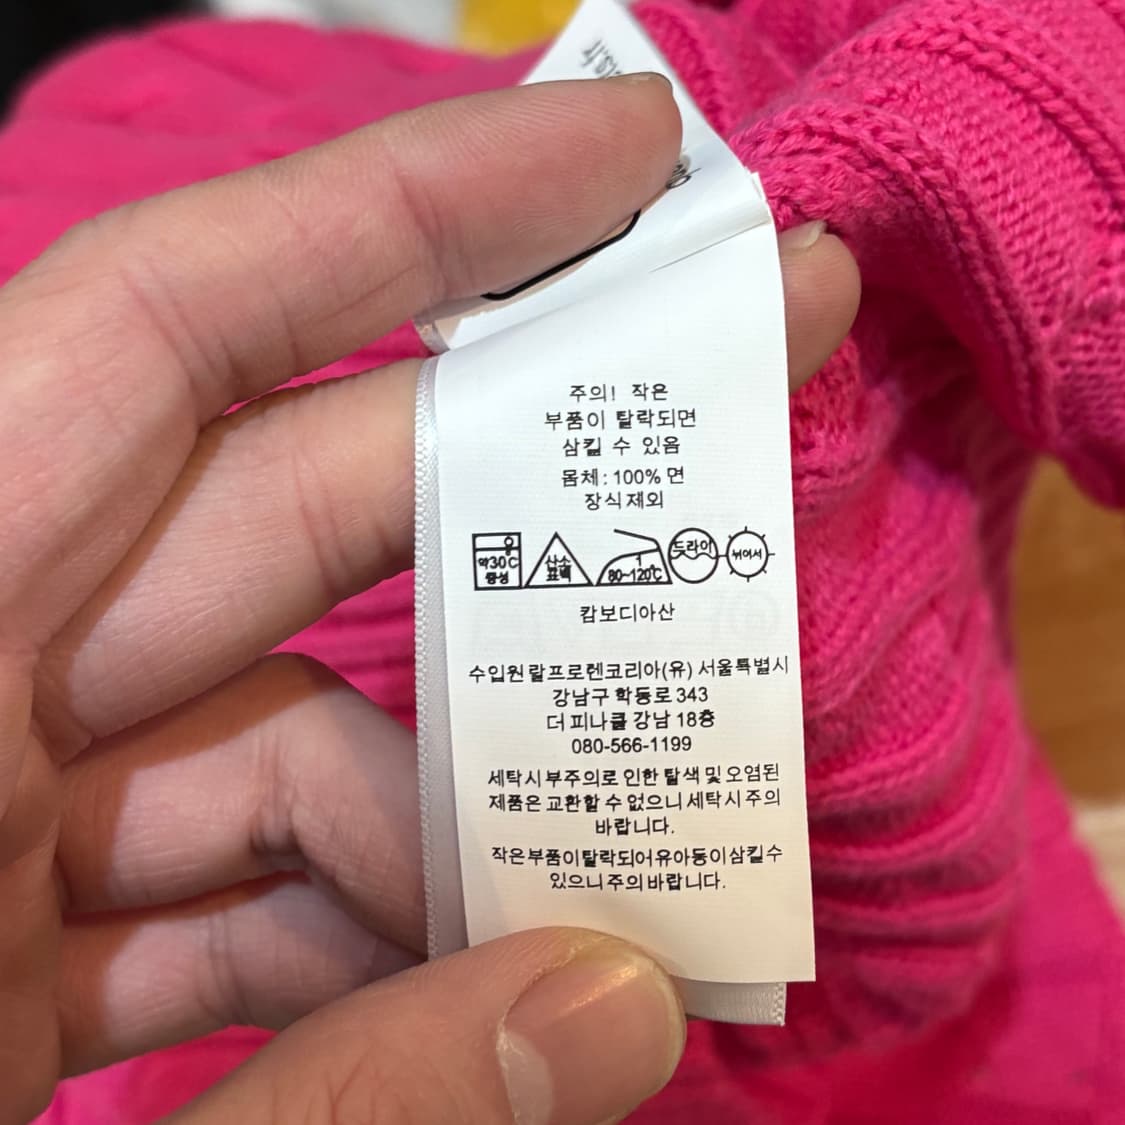 주의! 작은
부품이 탈락되면
삼킬 수 있음
몸체: 100% 면
장식제외
약30℃
중성
산소
표백
1
80~120℃
드라이
뉘어서
캄보디아산
수입원 랄프로렌코리아(유) 서울특별시
강남구 학동로 343
더 피나클 강남 18층
080-566-1199
세탁시 부주의로 인한 탈색 및 오염된
제품은 교환할 수 없으니 세탁시 주의
바랍니다.
작은부품이탈락되어유아동이삼킬수
있으니주의바랍니다.